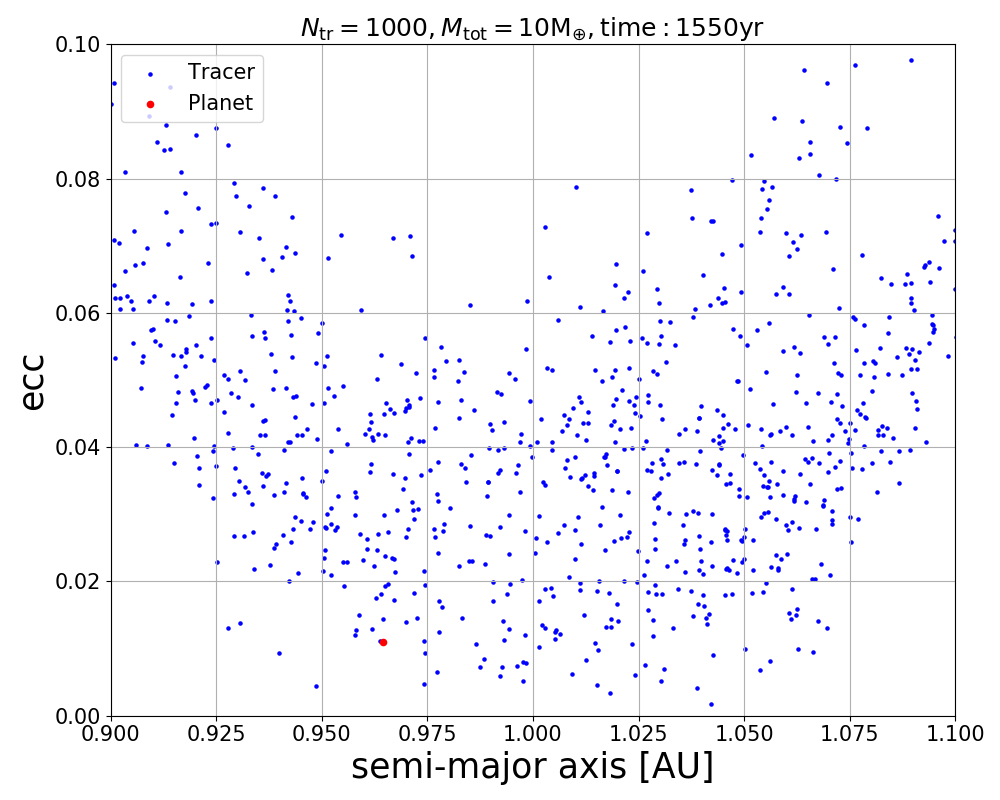 N_tr = 1000, M_tot = 10M_⊕, time : 1550yr
Tracer
Planet
ecc
0.10
0.08
0.06
0.04
0.02
0.00
0.900 0.925 0.950 0.975 1.000 1.025 1.050 1.075 1.100
semi-major axis [AU]